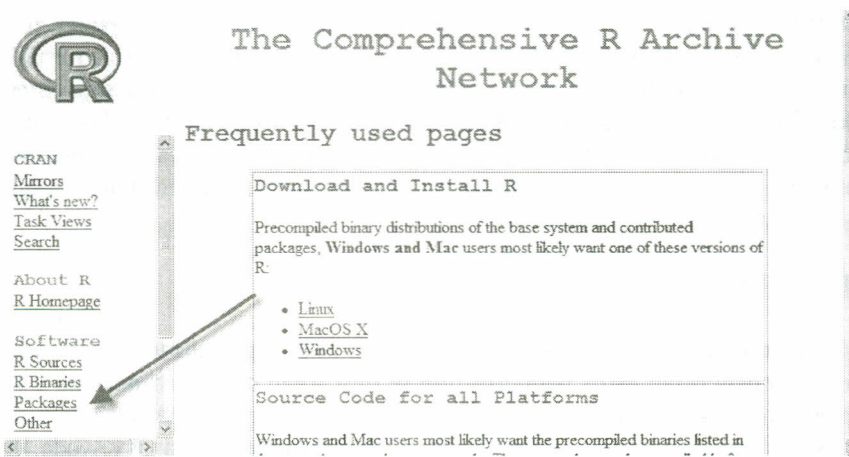 R
The Comprehensive R Archive
Network
CRAN
Mirrors
What's new?
Task Views
Search
About R
R Homepage
Software
R Sources
R Binaries
Packages
Other
Frequently used pages
Download and Install R
Precompiled binary distributions of the base system and contributed
packages, Windows and Mac users most likely want one of these versions of
R:
• Linux
• MacOS X
• Windows
Source Code for all Platforms
Windows and Mac users most likely want the precompiled binaries listed in